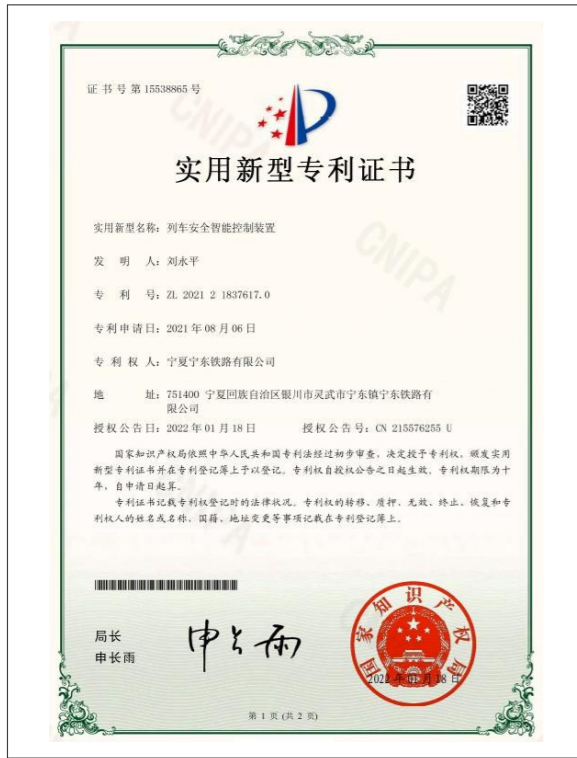 证书号第15538865号
实用新型专利证书
实用新型名称：列车安全智能控制装置
发 明 人：刘永平
专 利 号：ZL 2021 2 1837617.0
专利申请日：2021年08月06日
专 利 权 人：宁夏宁东铁路有限公司
地 址：751400 宁夏回族自治区银川市灵武市宁东镇宁东铁路有
限公司
授权公告日：2022年01月18日 授权公告号：CN 215576255 U
国家知识产权局依照中华人民共和国专利法经过初步审查，决定授予专利权，颁发实用
新型专利证书并在专利登记簿上予以登记。专利权自授权公告之日起生效。专利权期限为十
年，自申请日起算。
专利证书记载专利权登记时的法律状况。专利权的转移、质押、无效、终止、恢复和专
利权人的姓名或名称、国籍、地址变更等事项记载在专利登记簿上。
局长
申长雨
申长雨
国家知识产权局
2022年01月18日
第 1 页 (共 2 页)
CNIPA
CNIPA